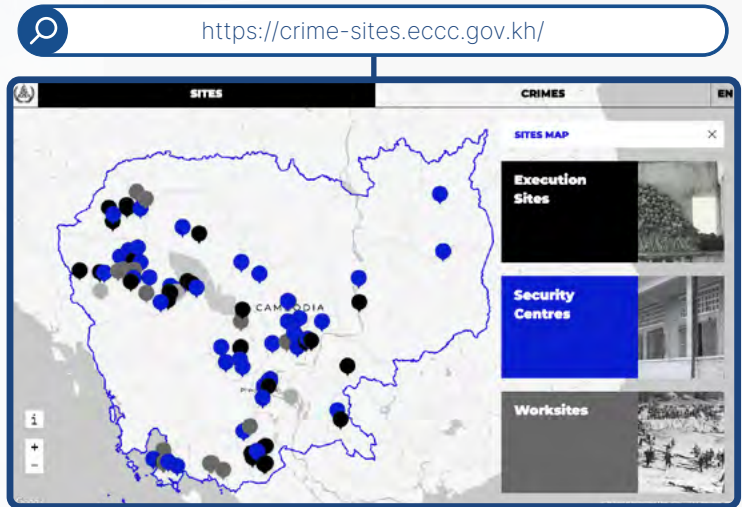 https://crime-sites.eccc.gov.kh/
SITES
CRIMES
EN
SITES MAP
Execution
Sites
CAMBODIA
Security
Centres
Worksites
i
+
−